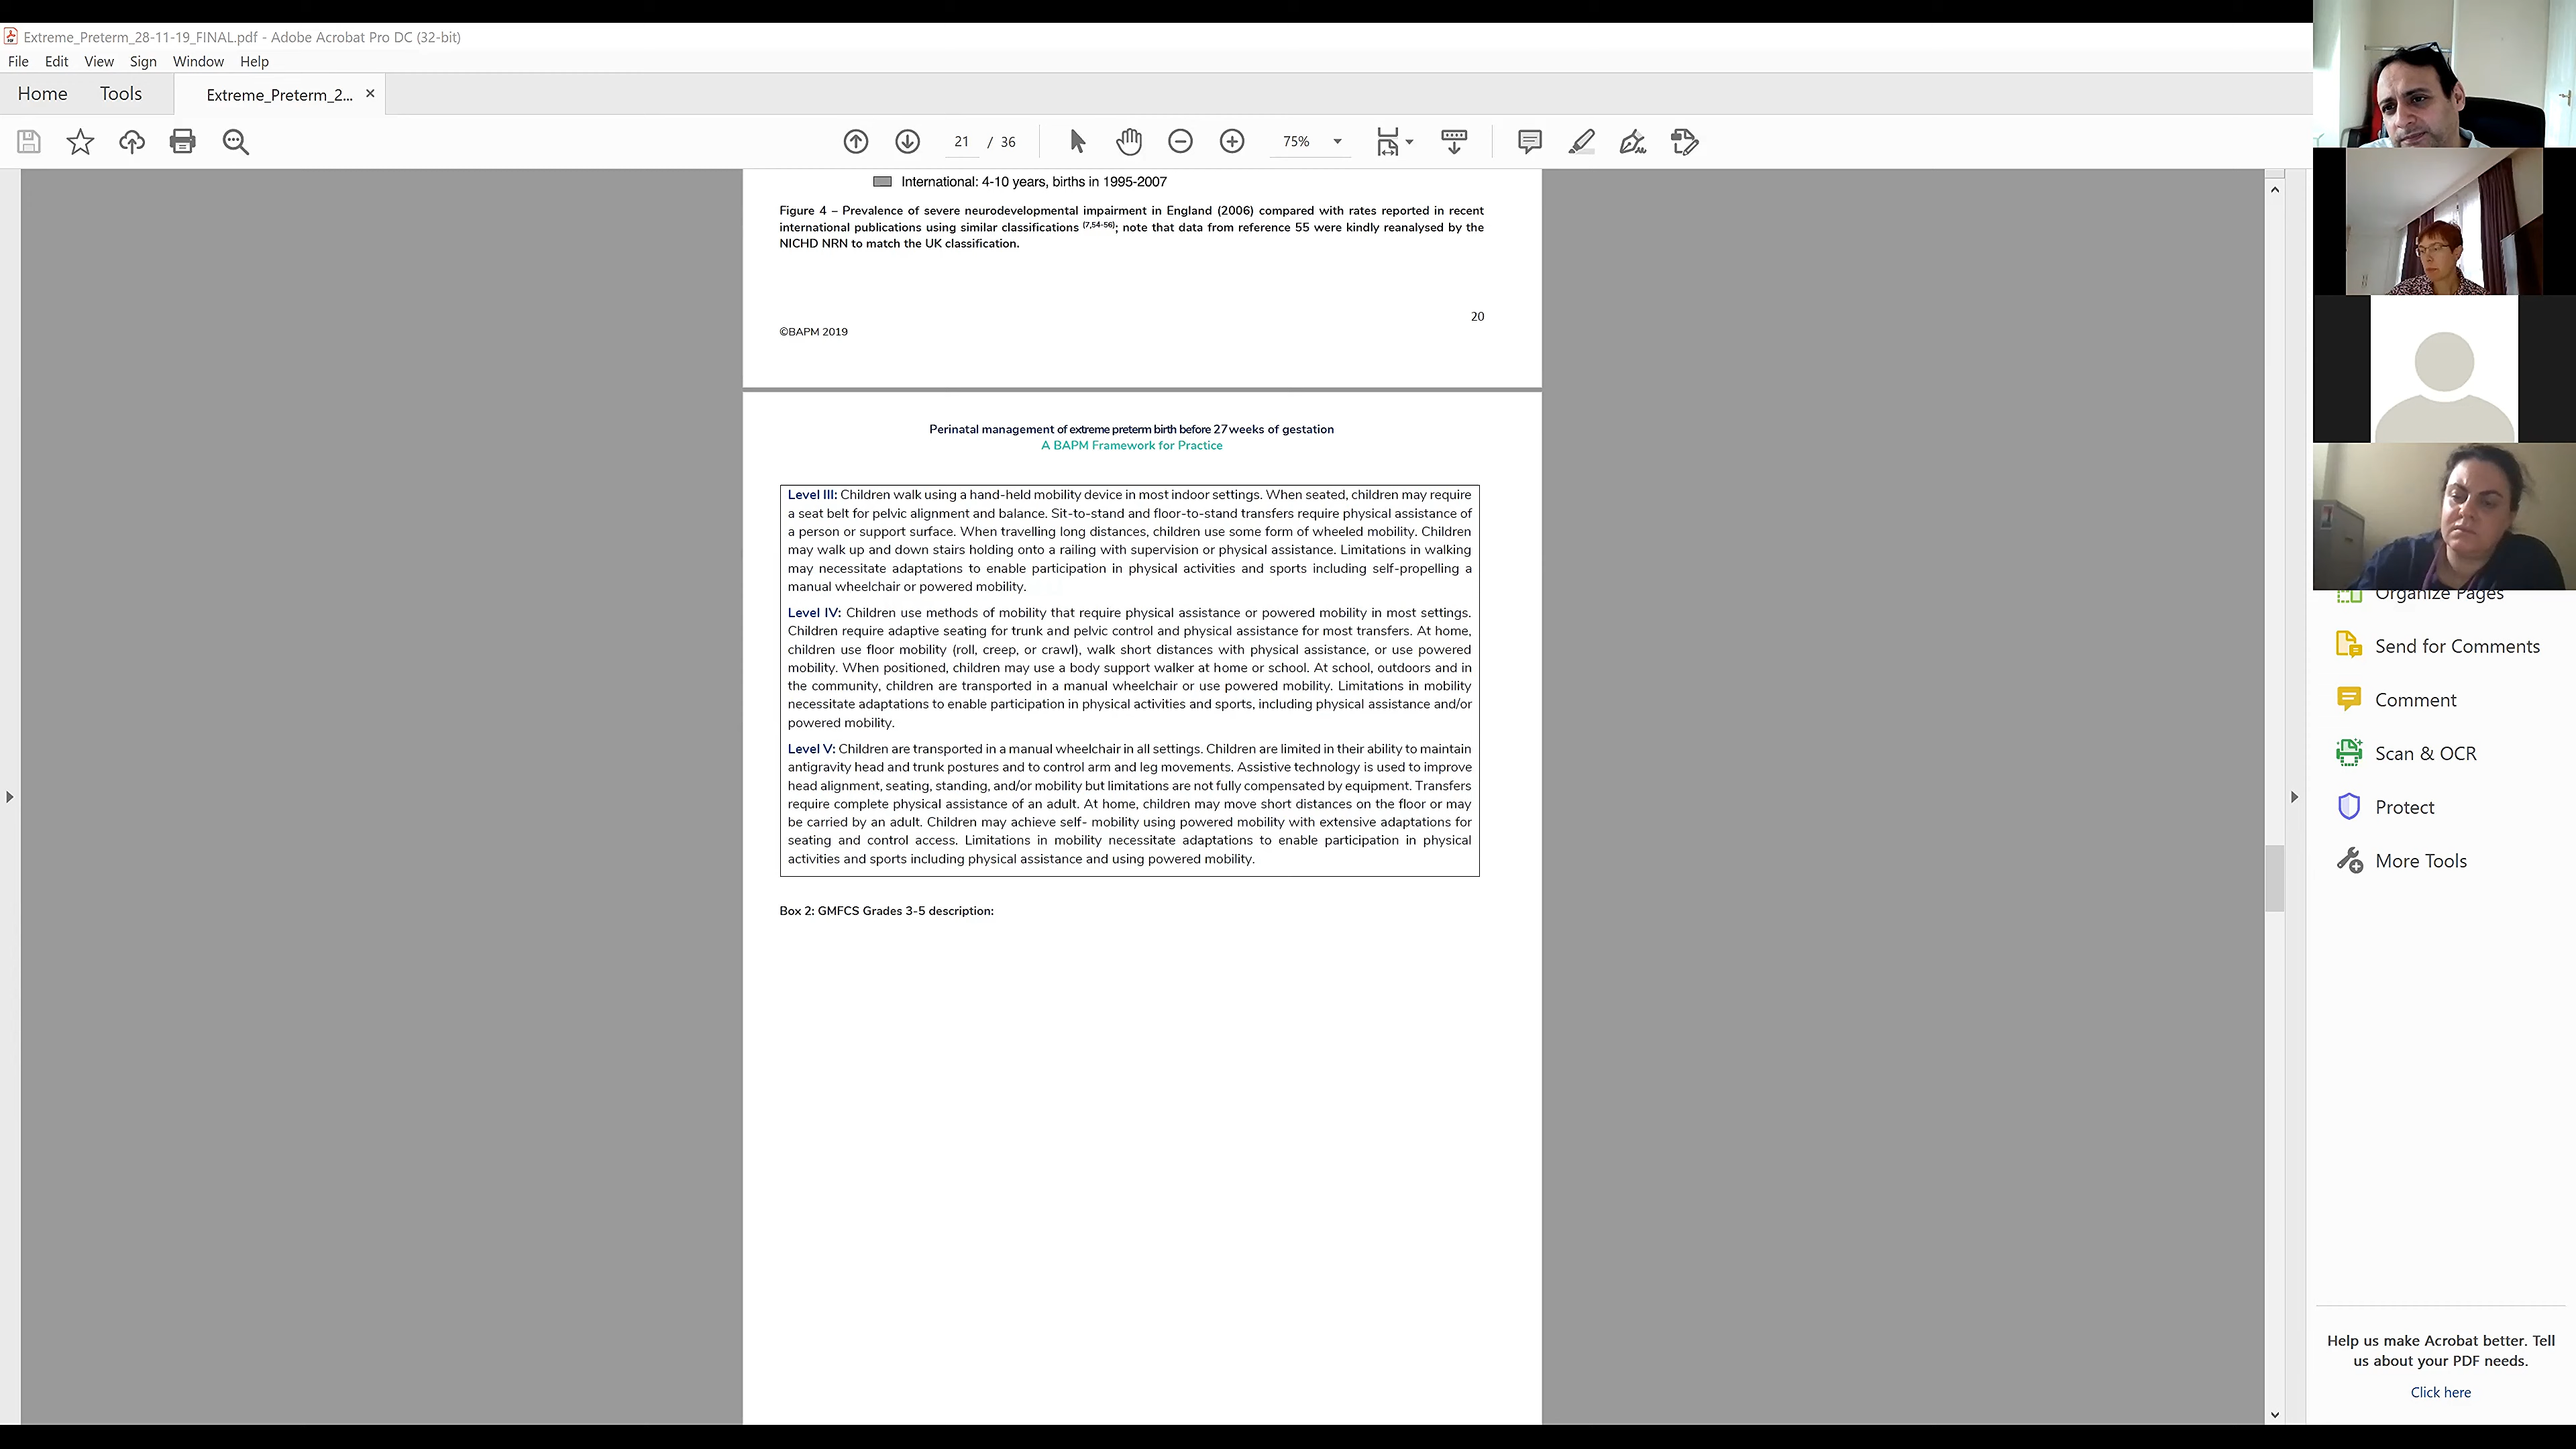 Extreme_Preterm_28-11-19_FINAL.pdf - Adobe Acrobat Pro DC (32-bit)
File Edit View Sign Window Help
Home Tools Extreme_Preterm_2... ×
21 / 36 75%
International: 4-10 years, births in 1995-2007
Figure 4 – Prevalence of severe neurodevelopmental impairment in England (2006) compared with rates reported in recent
international publications using similar classifications (7,54-56); note that data from reference 55 were kindly reanalysed by the
NICHD NRN to match the UK classification.
20
©BAPM 2019
Perinatal management of extreme preterm birth before 27 weeks of gestation
A BAPM Framework for Practice
Level III: Children walk using a hand-held mobility device in most indoor settings. When seated, children may require
a seat belt for pelvic alignment and balance. Sit-to-stand and floor-to-stand transfers require physical assistance of
a person or support surface. When travelling long distances, children use some form of wheeled mobility. Children
may walk up and down stairs holding onto a railing with supervision or physical assistance. Limitations in walking
may necessitate adaptations to enable participation in physical activities and sports including self-propelling a
manual wheelchair or powered mobility.
Level IV: Children use methods of mobility that require physical assistance or powered mobility in most settings.
Children require adaptive seating for trunk and pelvic control and physical assistance for most transfers. At home,
children use floor mobility (roll, creep, or crawl), walk short distances with physical assistance, or use powered
mobility. When positioned, children may use a body support walker at home or school. At school, outdoors and in
the community, children are transported in a manual wheelchair or use powered mobility. Limitations in mobility
necessitate adaptations to enable participation in physical activities and sports, including physical assistance and/or
powered mobility.
Level V: Children are transported in a manual wheelchair in all settings. Children are limited in their ability to maintain
antigravity head and trunk postures and to control arm and leg movements. Assistive technology is used to improve
head alignment, seating, standing, and/or mobility but limitations are not fully compensated by equipment. Transfers
require complete physical assistance of an adult. At home, children may move short distances on the floor or may
be carried by an adult. Children may achieve self- mobility using powered mobility with extensive adaptations for
seating and control access. Limitations in mobility necessitate adaptations to enable participation in physical
activities and sports including physical assistance and using powered mobility.
Box 2: GMFCS Grades 3-5 description:
Organize Pages
Send for Comments
Comment
Scan & OCR
Protect
More Tools
Help us make Acrobat better. Tell
us about your PDF needs.
Click here